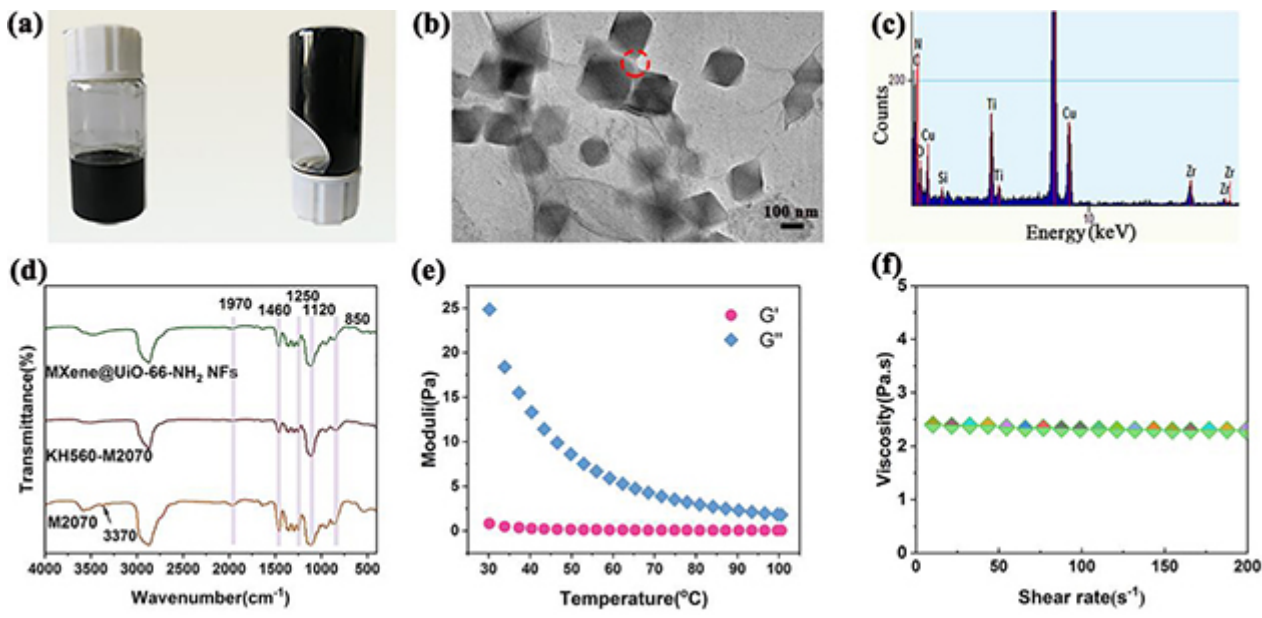 (a)
(b)
100 nm
(c)
Counts
200
N
C
O
Cu
Si
Ti
Ti
Cu
Zr
Zr
Zr
10
Energy (keV)
(d)
Transmittance(%)
1970
1460
1250
1120
850
MXene@UiO-66-NH₂ NFs
KH560-M2070
M2070
3370
4000 3500 3000 2500 2000 1500 1000 500
Wavenumber(cm⁻¹)
(e)
Moduli(Pa)
25
20
15
10
5
0
G'
G''
30 40 50 60 70 80 90 100
Temperature(°C)
(f)
Viscosity(Pa.s)
5
4
3
2
1
0
0 50 100 150 200
Shear rate(s⁻¹)